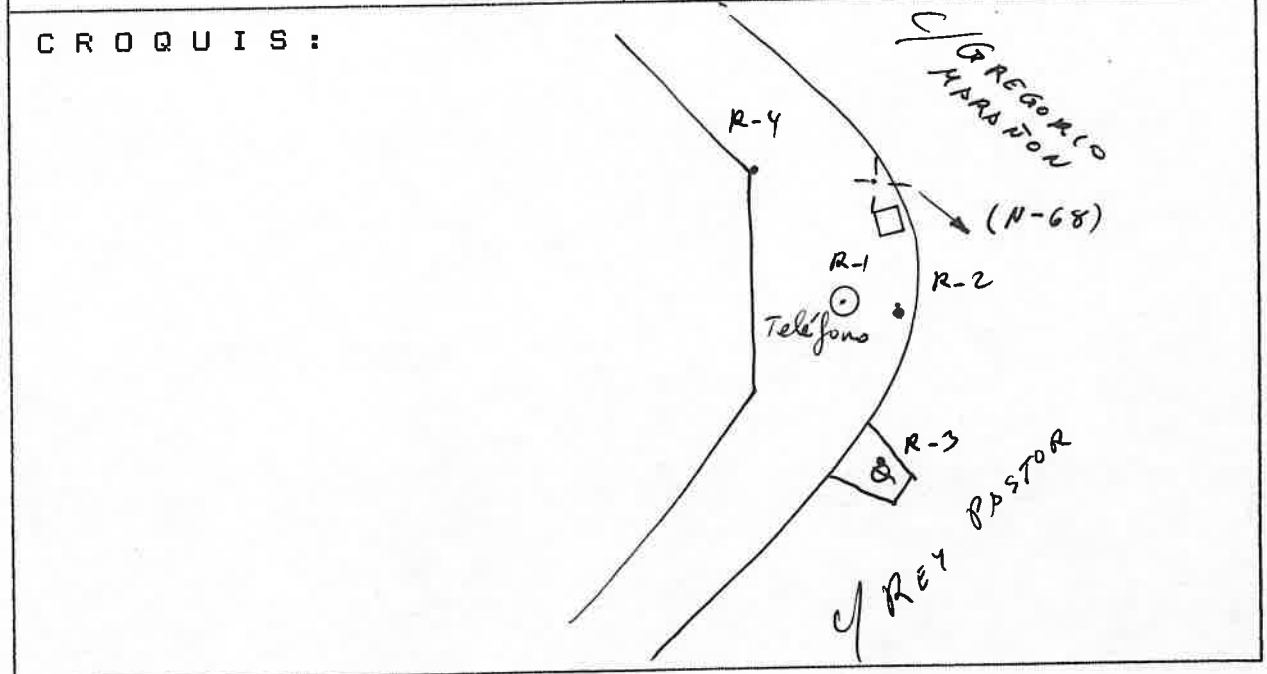 CROQUIS:
C/ GREGORIO
MARAÑON
R-4
(N-68)
R-1
R-2
Teléfono
R-3
C/ REY PASTOR